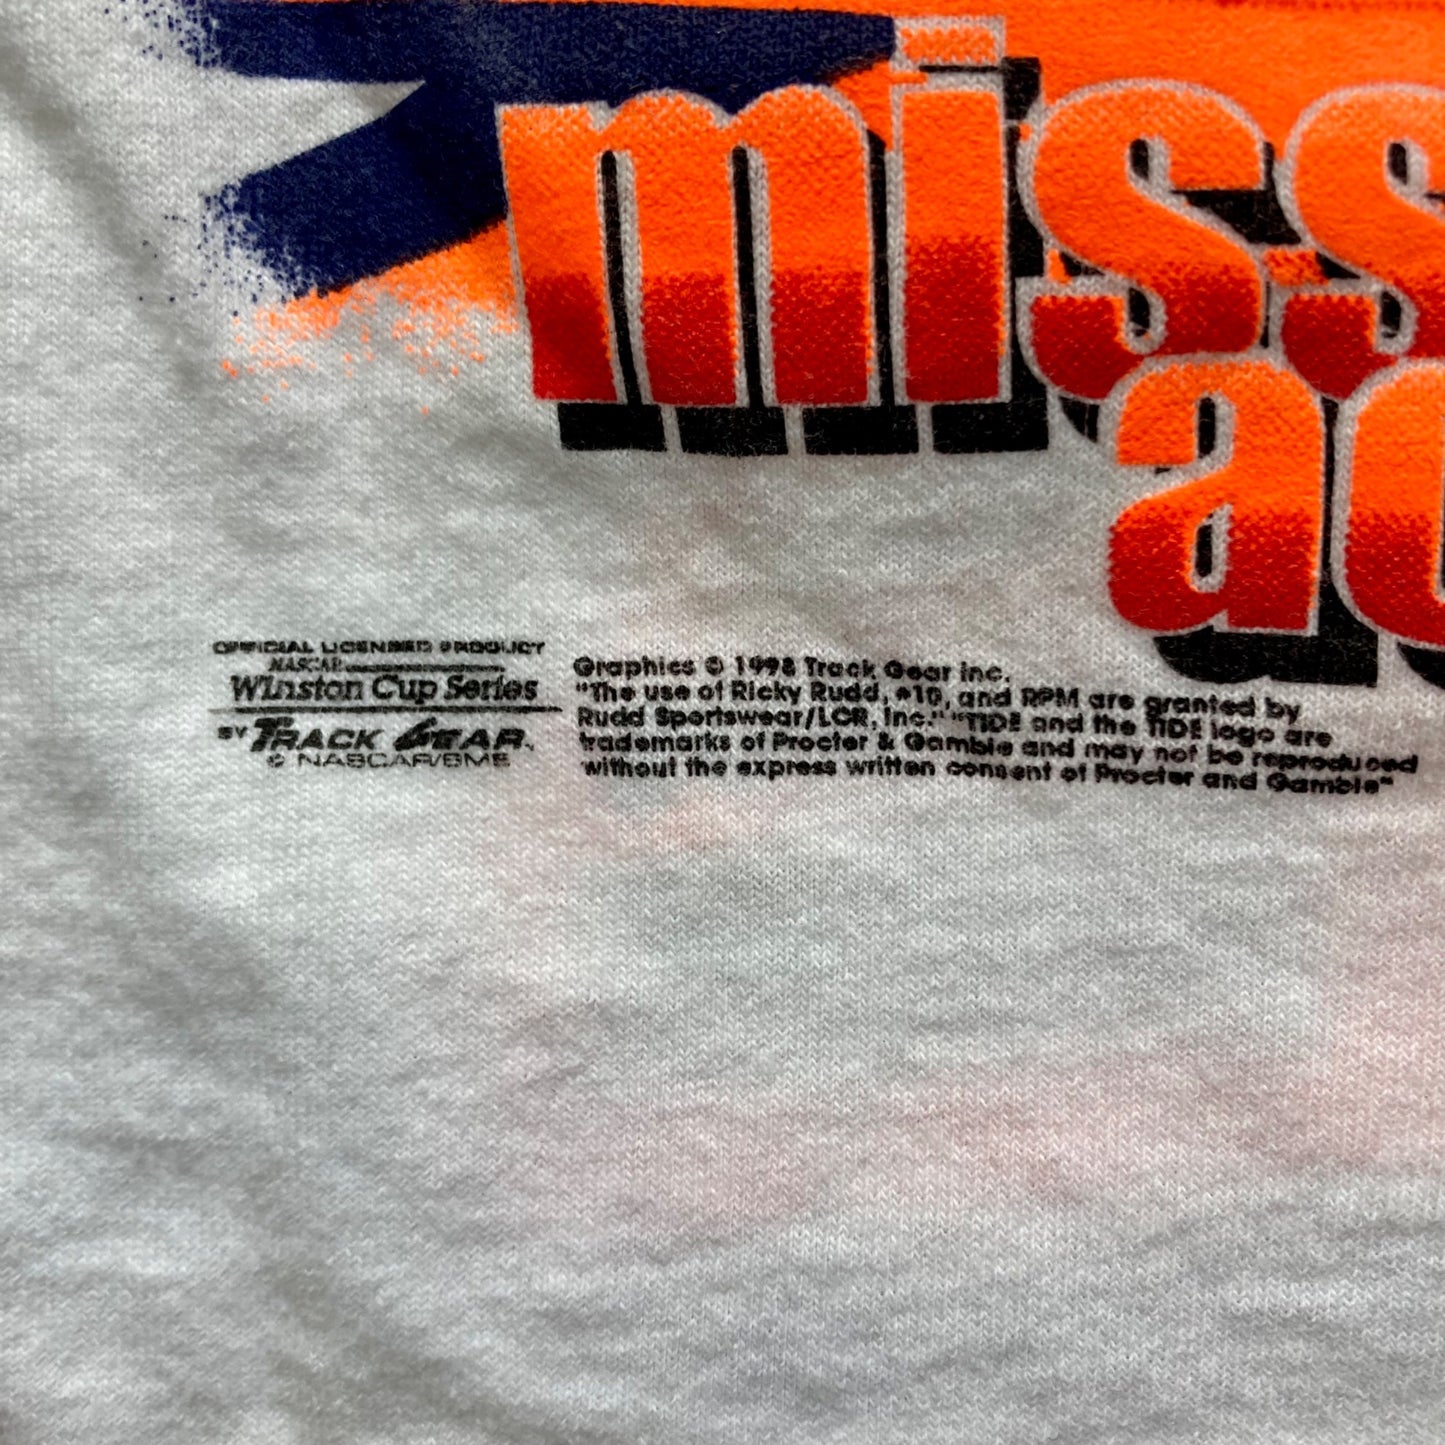 miss
ac
OFFICIAL LICENSED PRODUCT
NASCAR
Winston Cup Series
BY TRACK GEAR
© NASCAR/SMS
Graphics © 1998 Track Gear Inc.
"The use of Ricky Rudd, #10, and RPM are granted by
Rudd Sportswear/LCR, Inc." "TIDE and the TIDE logo are
trademarks of Procter & Gamble and may not be reproduced
without the express written consent of Procter and Gamble"